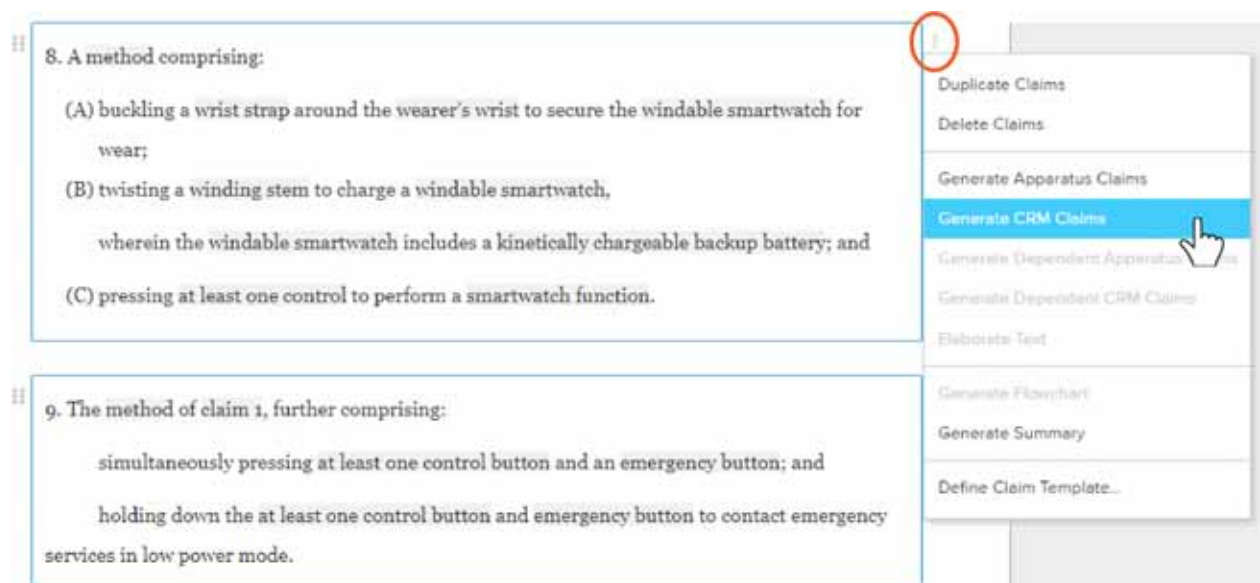 8. A method comprising:
(A) buckling a wrist strap around the wearer's wrist to secure the windable smartwatch for
wear;
(B) twisting a winding stem to charge a windable smartwatch,
wherein the windable smartwatch includes a kinetically chargeable backup battery; and
(C) pressing at least one control to perform a smartwatch function.
9. The method of claim 1, further comprising:
simultaneously pressing at least one control button and an emergency button; and
holding down the at least one control button and emergency button to contact emergency
services in low power mode.
Duplicate Claims
Delete Claims
Generate Apparatus Claims
Generate CRM Claims
Generate Dependent Apparatus
Generate Dependent CRM Claims
Elaborate Text
Generate Flowchart
Generate Summary
Define Claim Template...